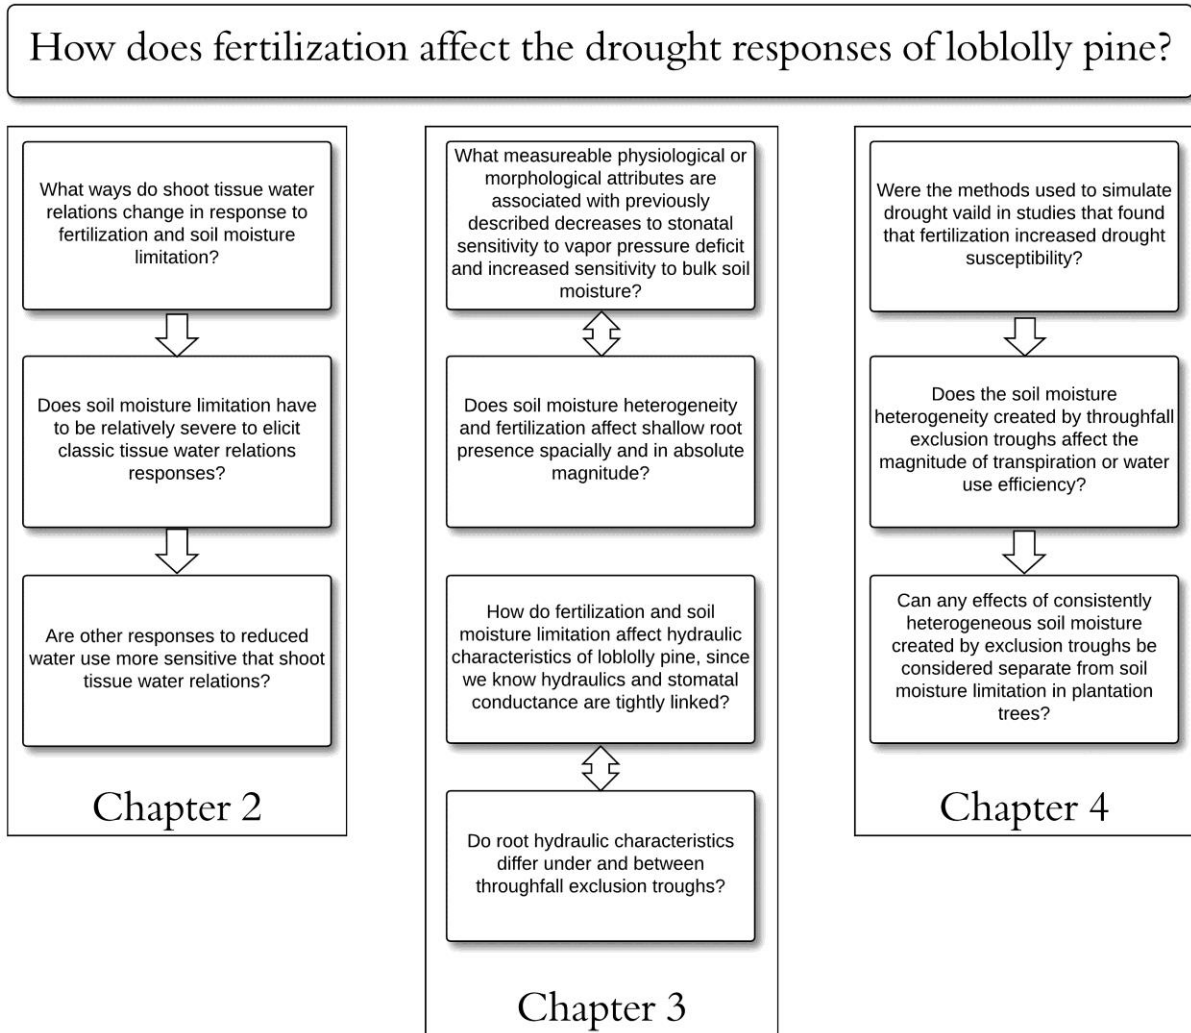 How does fertilization affect the drought responses of loblolly pine?
What ways do shoot tissue water
relations change in response to
fertilization and soil moisture
limitation?
Does soil moisture limitation have
to be relatively severe to elicit
classic tissue water relations
responses?
Are other responses to reduced
water use more sensitive that shoot
tissue water relations?
Chapter 2
What measureable physiological or
morphological attributes are
associated with previously
described decreases to stonatal
sensitivity to vapor pressure deficit
and increased sensitivity to bulk soil
moisture?
Does soil moisture heterogeneity
and fertilization affect shallow root
presence spacially and in absolute
magnitude?
How do fertilization and soil
moisture limitation affect hydraulic
characteristics of loblolly pine, since
we know hydraulics and stomatal
conductance are tightly linked?
Do root hydraulic characteristics
differ under and between
throughfall exclusion troughs?
Chapter 3
Were the methods used to simulate
drought vaild in studies that found
that fertilization increased drought
susceptibility?
Does the soil moisture
heterogeneity created by throughfall
exclusion troughs affect the
magnitude of transpiration or water
use efficiency?
Can any effects of consistently
heterogeneous soil moisture
created by exclusion troughs be
considered separate from soil
moisture limitation in plantation
trees?
Chapter 4